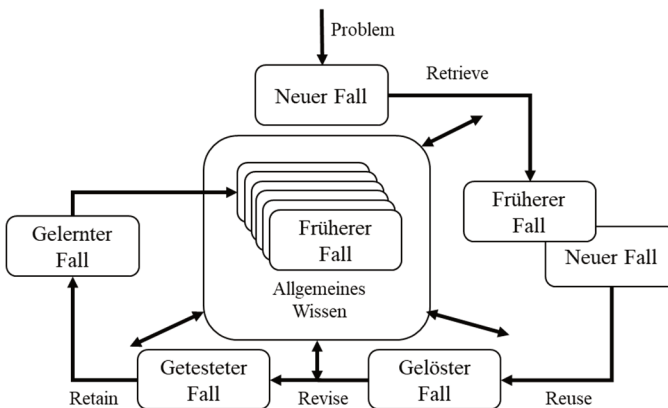 Problem
Neuer Fall
Retrieve
Früherer
Fall
Neuer Fall
Früherer
Fall
Allgemeines
Wissen
Gelernter
Fall
Getesteter
Fall
Gelöster
Fall
Retain
Revise
Reuse